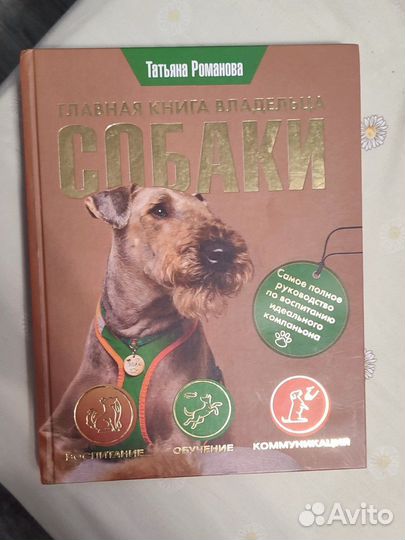 Татьяна Романова
ГЛАВНАЯ КНИГА ВЛАДЕЛЬЦА
СОБАКИ
Самое полное
руководство
по воспитанию
идеального
компаньона
ВОСПИТАНИЕ
ОБУЧЕНИЕ
КОММУНИКАЦИЯ
Avito